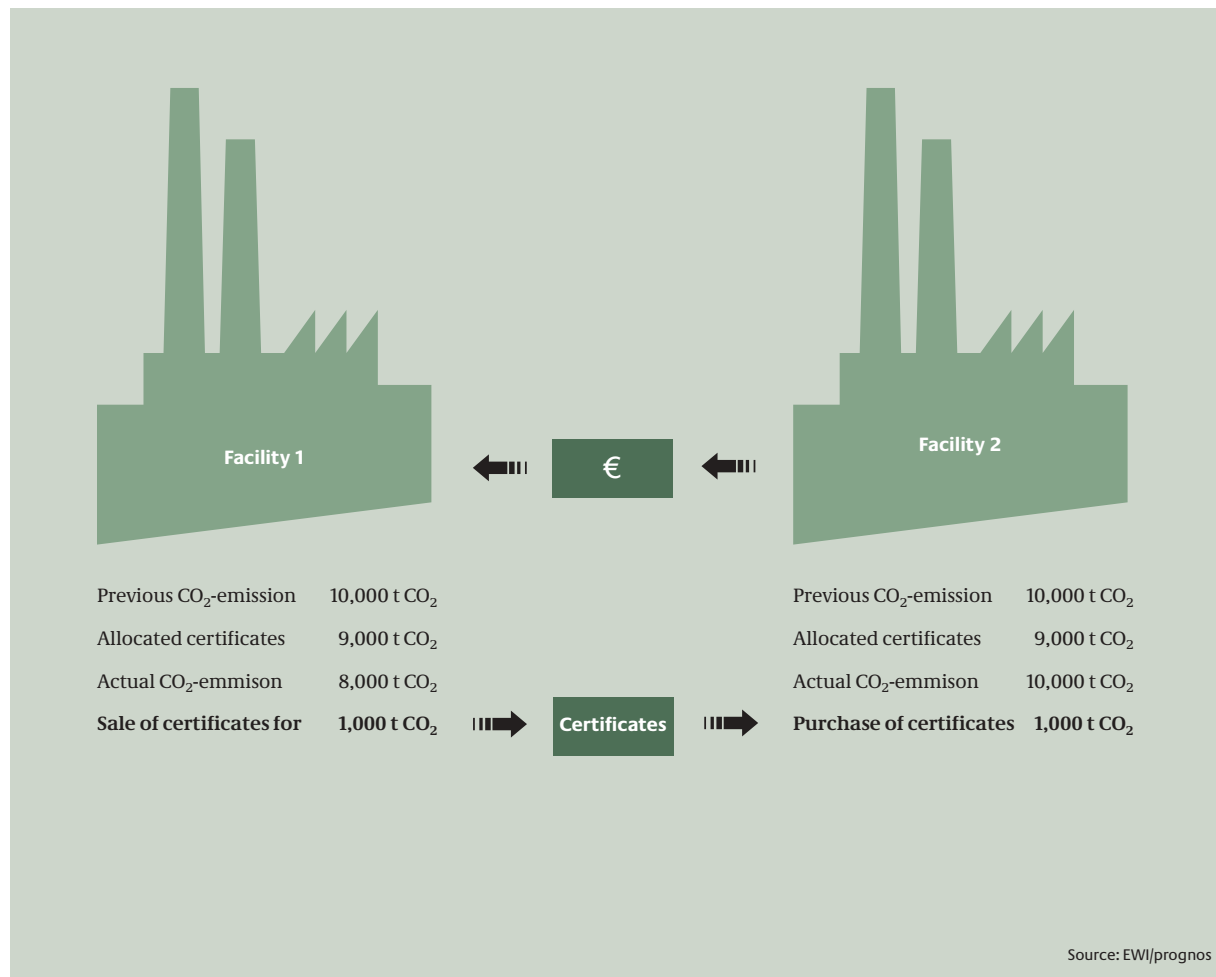 Facility 1
€
Facility 2
Previous CO₂-emission 10,000 t CO₂
Allocated certificates 9,000 t CO₂
Actual CO₂-emmison 8,000 t CO₂
Sale of certificates for 1,000 t CO₂
Certificates
Previous CO₂-emission 10,000 t CO₂
Allocated certificates 9,000 t CO₂
Actual CO₂-emmison 10,000 t CO₂
Purchase of certificates 1,000 t CO₂
Source: EWI/prognos